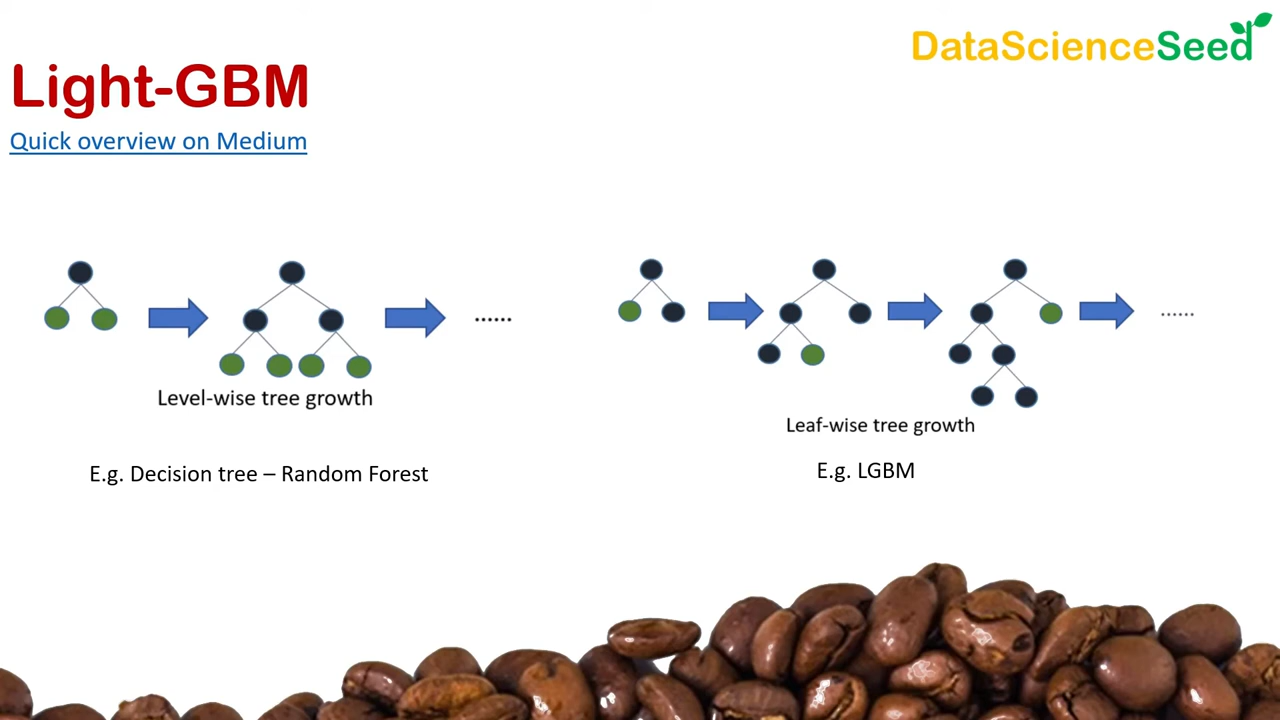 DataScienceSeed
Light-GBM
Quick overview on Medium
......
......
Level-wise tree growth
Leaf-wise tree growth
E.g. Decision tree – Random Forest
E.g. LGBM